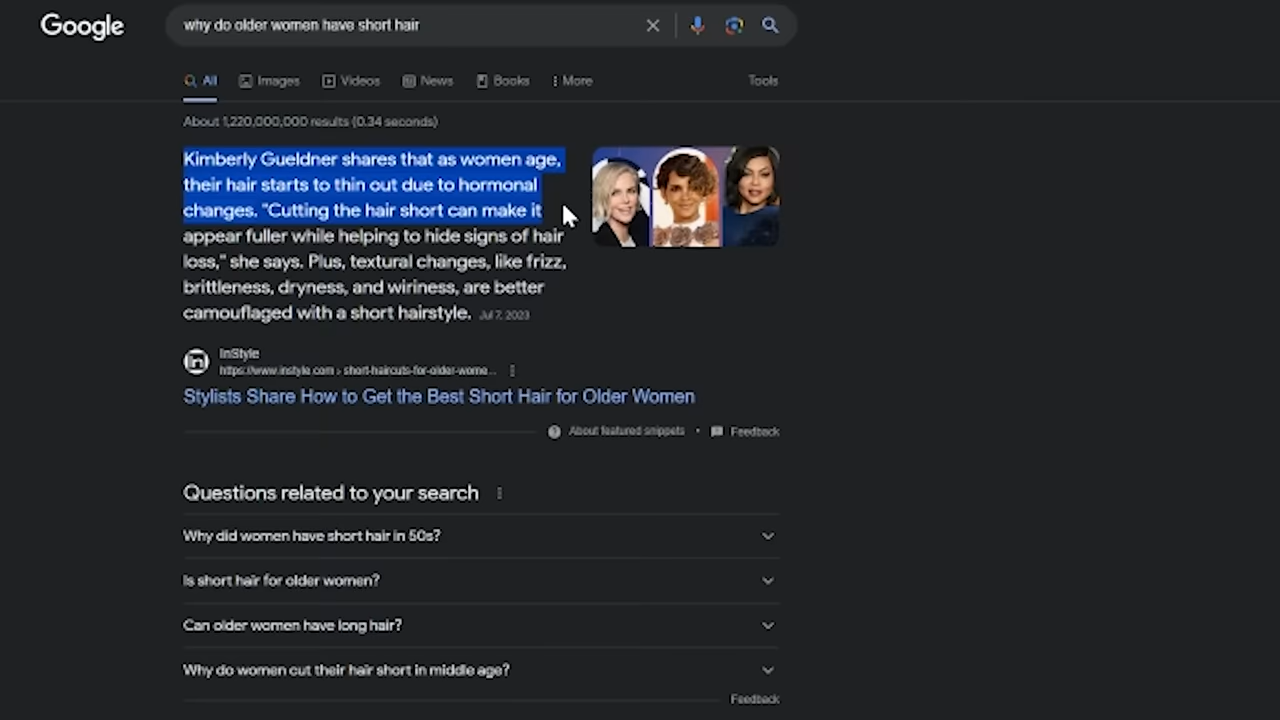 Google
why do older women have short hair
All Images Videos News Books More Tools
About 1,220,000,000 results (0.34 seconds)
Kimberly Gueldner shares that as women age,
their hair starts to thin out due to hormonal
changes. "Cutting the hair short can make it
appear fuller while helping to hide signs of hair
loss," she says. Plus, textural changes, like frizz,
brittleness, dryness, and wiriness, are better
camouflaged with a short hairstyle. Jul 7, 2023
In
InStyle
https://www.instyle.com › short-haircuts-for-older-wome...
Stylists Share How to Get the Best Short Hair for Older Women
About featured snippets • Feedback
Questions related to your search
Why did women have short hair in 50s?
Is short hair for older women?
Can older women have long hair?
Why do women cut their hair short in middle age?
Feedback